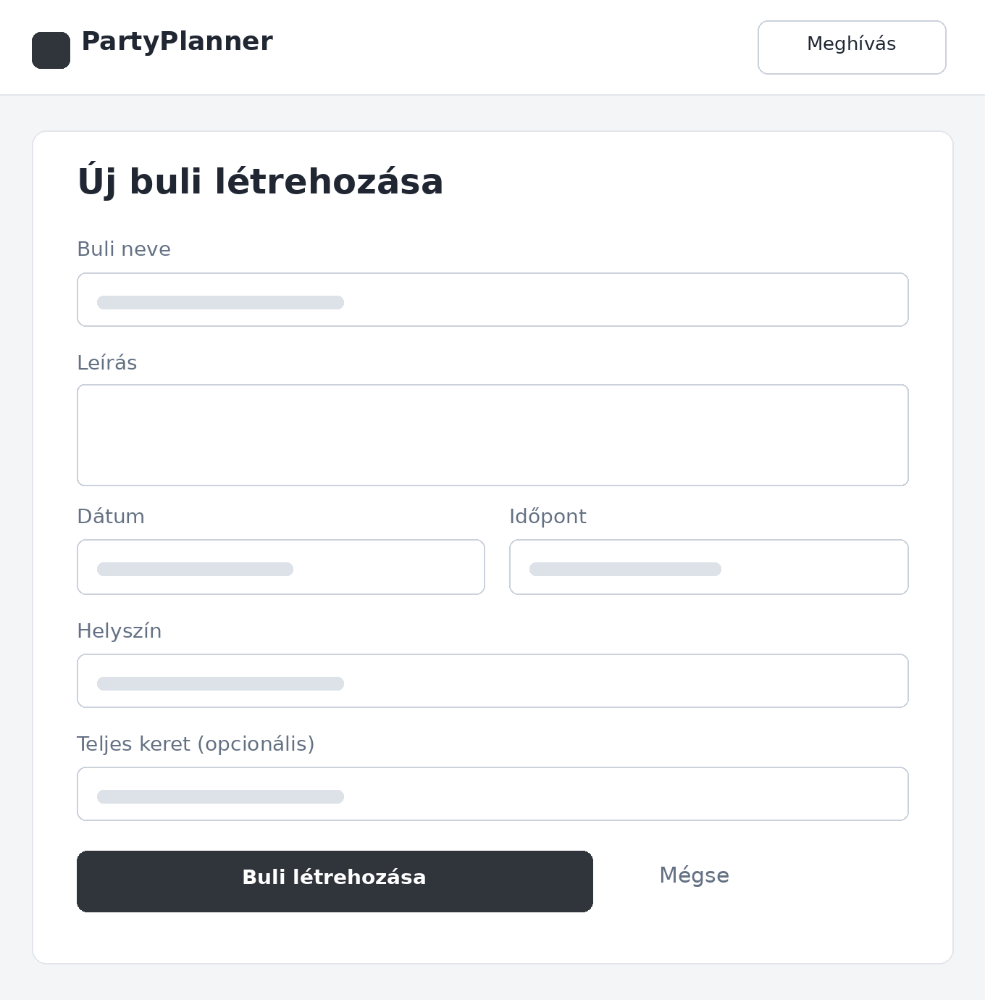 PartyPlanner
Meghívás
Új buli létrehozása
Buli neve
Leírás
Dátum
Időpont
Helyszín
Teljes keret (opcionális)
Buli létrehozása
Mégse